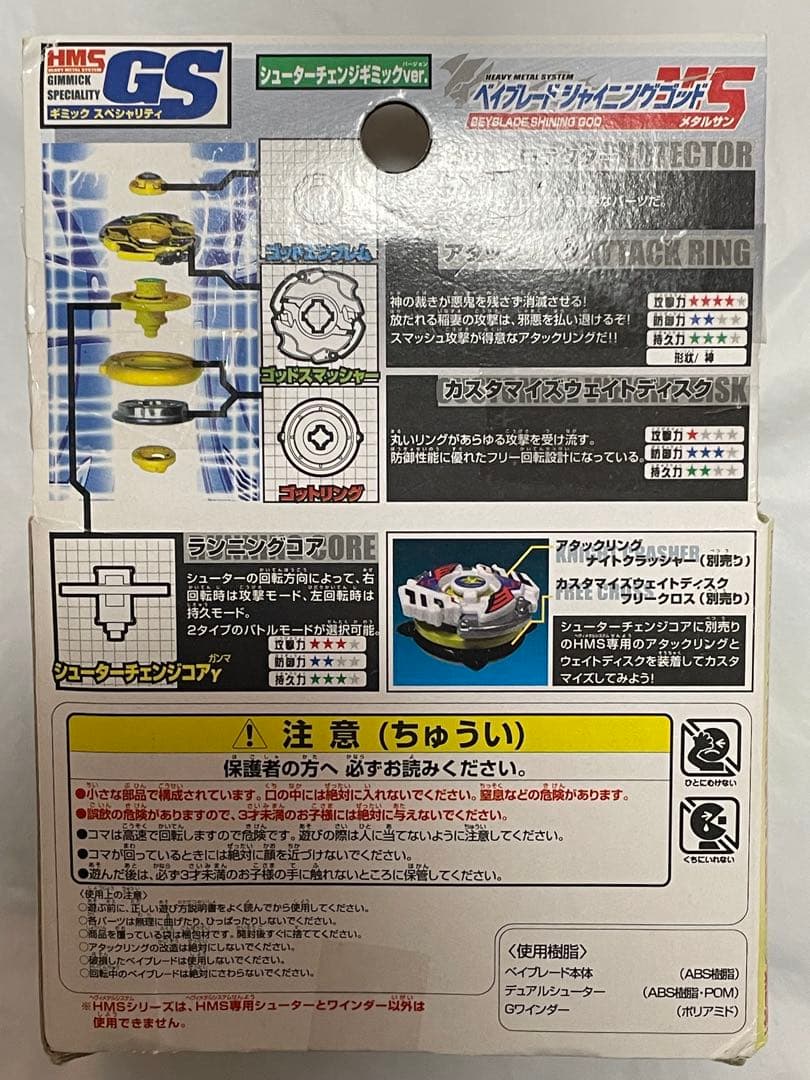 HMS
HEAVY METAL SYSTEM
GIMMICK
SPECIALITY
GS
ギミック スペシャリティ
バージョン
シューターチェンジギミックver.
HEAVY METAL SYSTEM
ベイブレード シャイニングゴッド
MS
BEYBLADE SHINING GOD
メタルサン
PROTECTOR
パーツだ。
ゴッドエンブレム
ATTACK RING
神の裁きが悪鬼を残さず消滅させる!
放たれる稲妻の攻撃は、邪悪を払い退けるぞ!
スマッシュ攻撃が得意なアタックリングだ!!
攻撃力★★★★★
防御力★★
持久力★★★★
形状/神
ゴッドスマッシャー
カスタマイズウェイトディスク
丸いリングがあらゆる攻撃を受け流す。
防御性能に優れたフリー回転設計になっている。
攻撃力★
防御力★★★
持久力★★
ゴットリング
ランニングコア
シューターの回転方向によって、右
回転時は攻撃モード、左回転時は
持久モード。
2タイプのバトルモードが選択可能。
攻撃力★★★
防御力★★
持久力★★★
ガンマ
シューターチェンジコアγ
アタックリング
KNIGHT CRASHER
ナイトクラッシャー(別売り)
カスタマイズウェイトディスク
FREE CROSS
フリークロス(別売り)
シューターチェンジコアに別売り
のHMS専用のアタックリングと
ウェイトディスクを装着してカスタ
マイズしてみよう!
注意(ちゅうい)
保護者の方へ 必ずお読みください。
●小さな部品で構成されています。口の中には絶対に入れないでください。窒息などの危険があります。
●誤飲の危険がありますので、3才未満のお子様には絶対に与えないでください。
●コマは高速で回転しますので危険です。遊びの際は人に当てないように注意してください。
●コマが回っているときには絶対に顔を近づけないでください。
●遊んだ後は、必ず3才未満のお子様の手に触れないところに保管してください。
〈使用上の注意〉
○遊ぶ前に、正しい遊び方説明書をよく読んでから使用してください。
○各パーツは無理に曲げたり、ひっぱったりしないでください。
○商品を覆っている袋は梱包材です。開封後すぐに捨ててください。
○アタックリングの改造は絶対にしないでください。
○破損したベイブレードは使用しないでください。
○回転中のベイブレードは絶対にさわらないでください。
※HMSシリーズは、HMS専用シューターとワインダー以外は
使用できません。
ひとにむけない
くちにいれない
〈使用樹脂〉
ベイブレード本体 (ABS樹脂)
デュアルシューター (ABS樹脂・POM)
Gワインダー (ポリアミド)